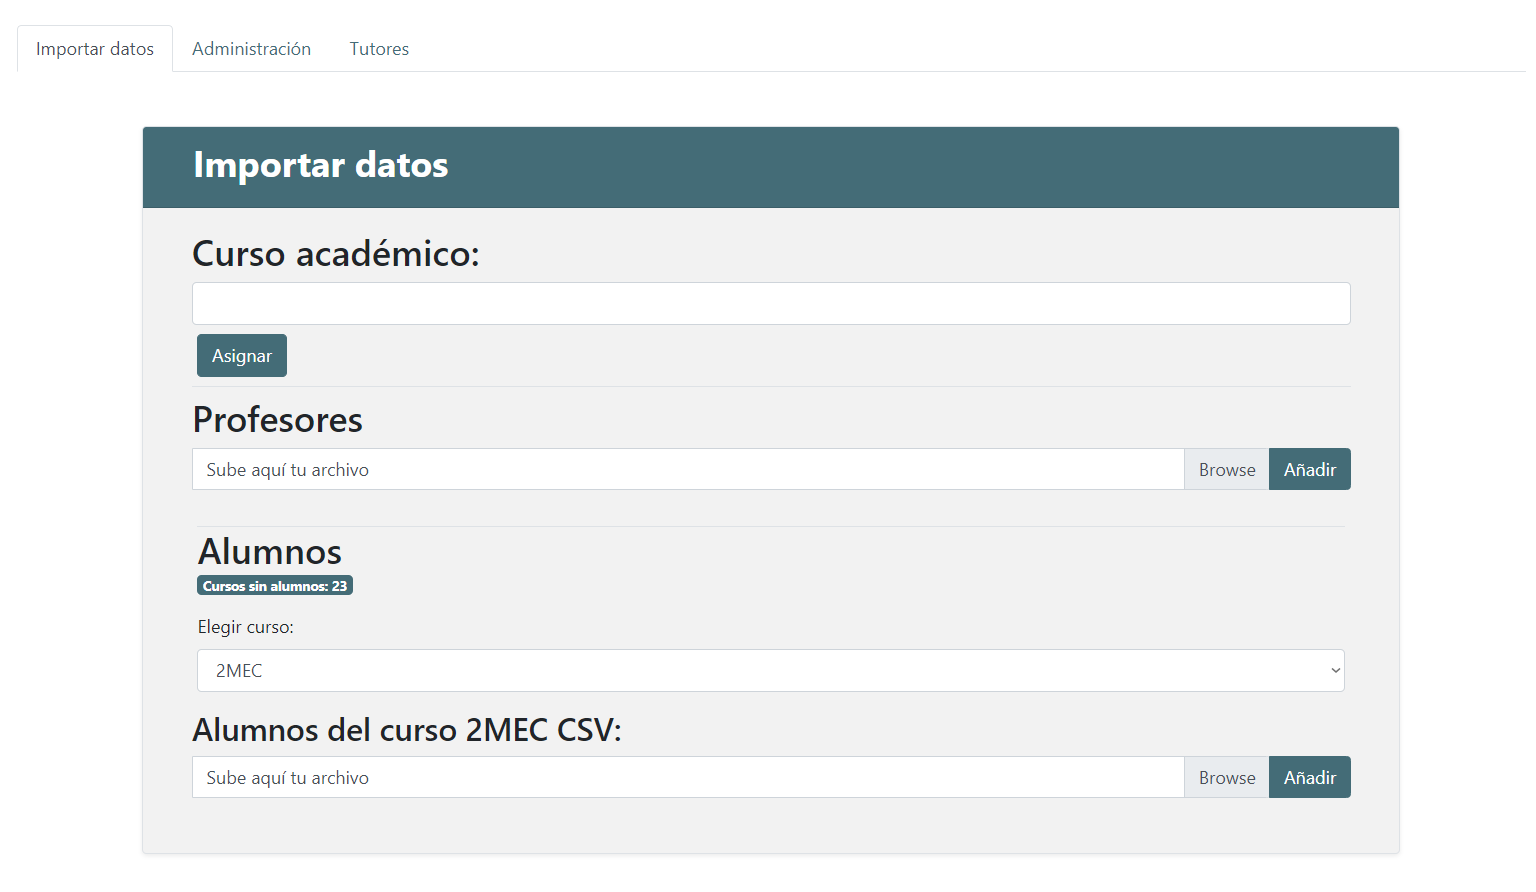 Importar datos Administración Tutores
Importar datos
Curso académico:
Asignar
Profesores
Sube aquí tu archivo Browse Añadir
Alumnos
Cursos sin alumnos: 23
Elegir curso:
2MEC
Alumnos del curso 2MEC CSV:
Sube aquí tu archivo Browse Añadir